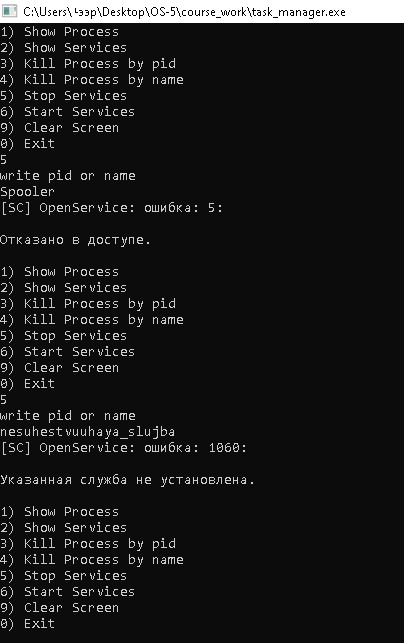 C:\Users\Чззр\Desktop\OS-5\course_work\task_manager.exe
1) Show Process
2) Show Services
3) Kill Process by pid
4) Kill Process by name
5) Stop Services
6) Start Services
9) Clear Screen
0) Exit
5
write pid or name
Spooler
[SC] OpenService: ошибка: 5:
Отказано в доступе.
1) Show Process
2) Show Services
3) Kill Process by pid
4) Kill Process by name
5) Stop Services
6) Start Services
9) Clear Screen
0) Exit
5
write pid or name
nesuhestvuuhaya_slujba
[SC] OpenService: ошибка: 1060:
Указанная служба не установлена.
1) Show Process
2) Show Services
3) Kill Process by pid
4) Kill Process by name
5) Stop Services
6) Start Services
9) Clear Screen
0) Exit